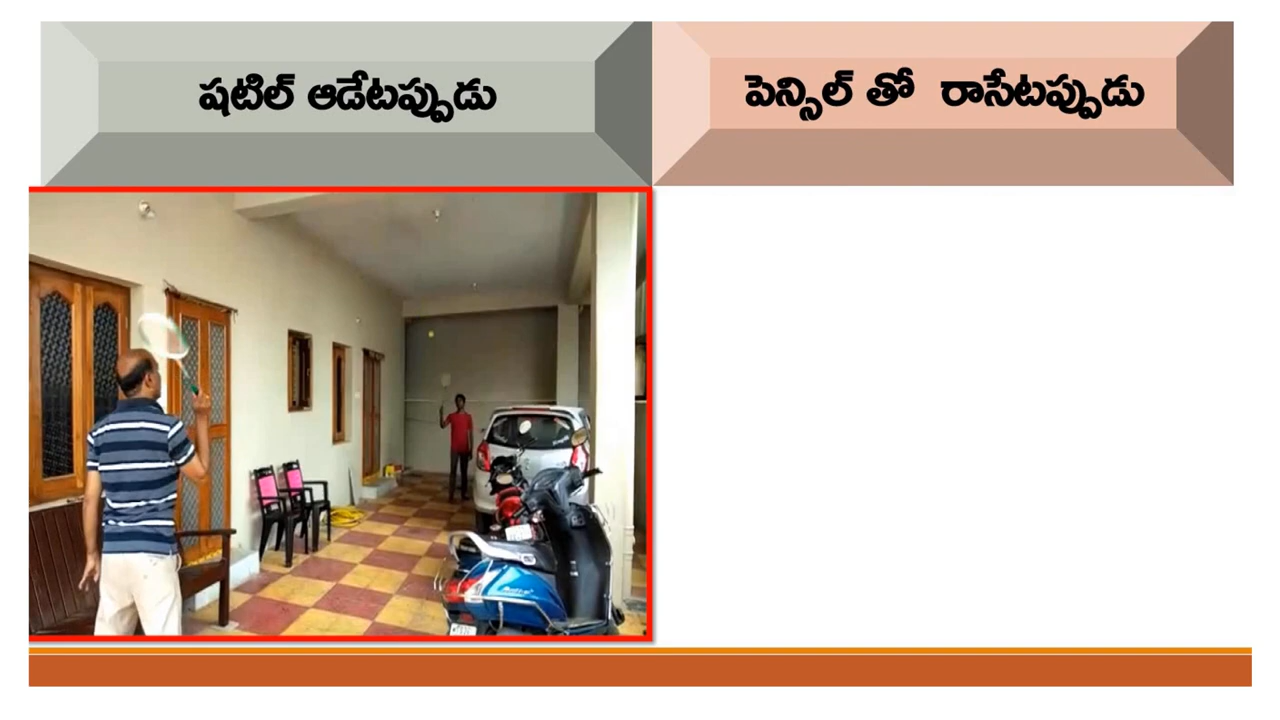 షటిల్ ఆడేటప్పుడు
పెన్సిల్ తో రాసేటప్పుడు